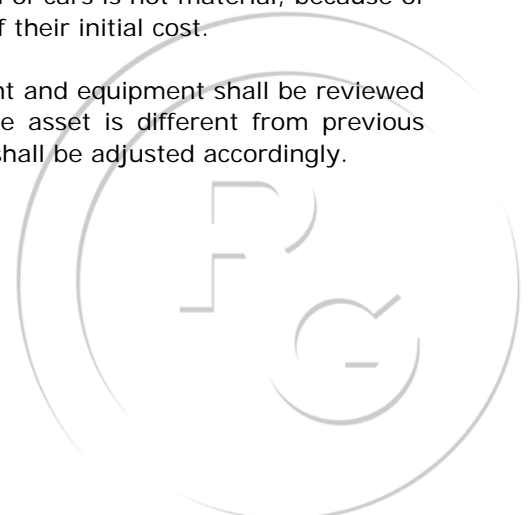 of cars is not material, because of
their initial cost.
nt and equipment shall be reviewed
e asset is different from previous
shall be adjusted accordingly.
PG